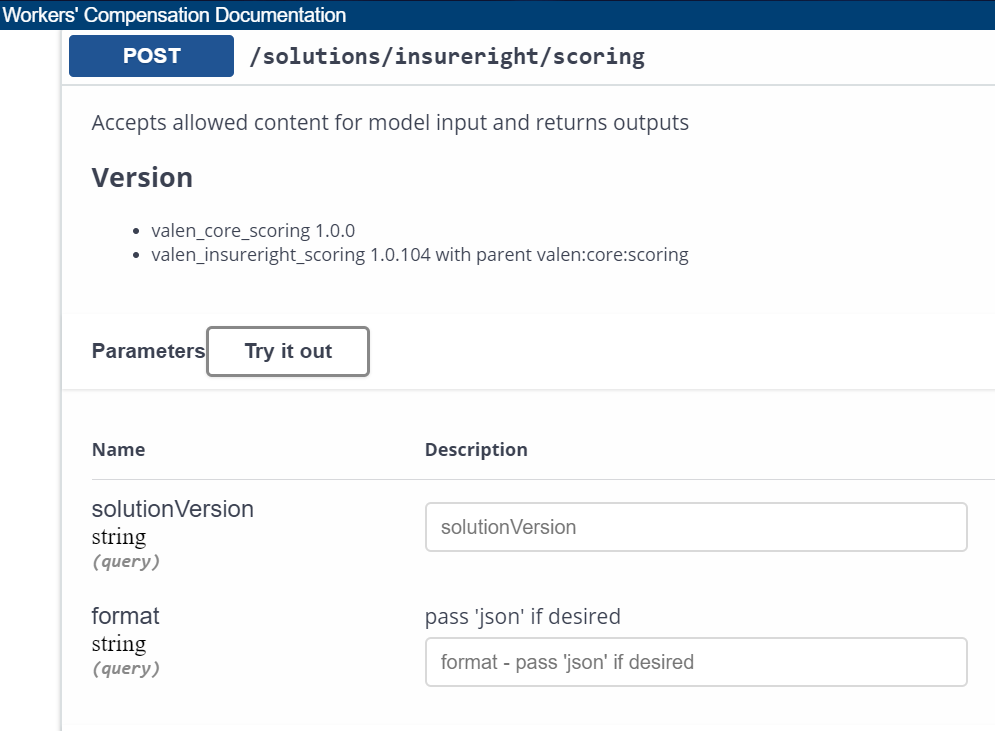 Workers' Compensation Documentation
POST /solutions/insureright/scoring
Accepts allowed content for model input and returns outputs
Version
• valen_core_scoring 1.0.0
• valen_insureright_scoring 1.0.104 with parent valen:core:scoring
Parameters Try it out
Name Description
solutionVersion
string
(query)
solutionVersion
format
string
(query)
pass 'json' if desired
format - pass 'json' if desired